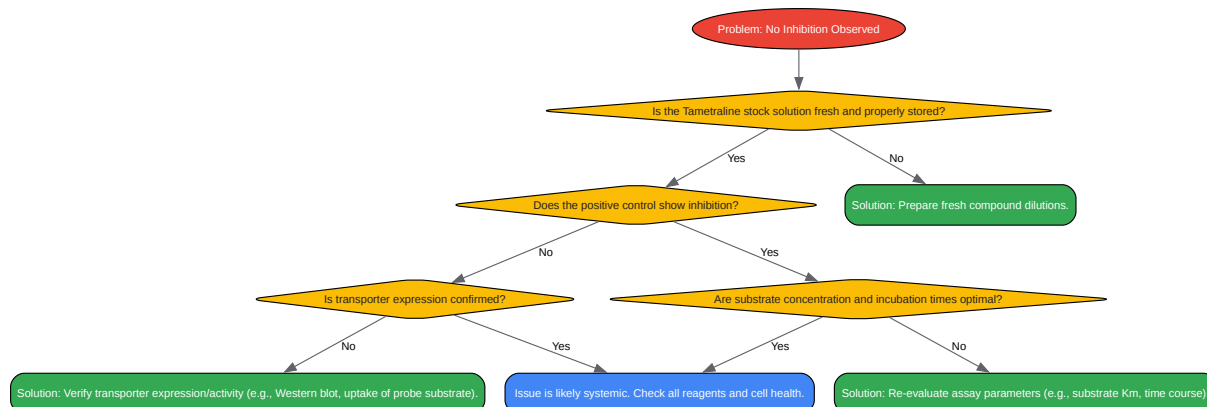 Problem: No Inhibition Observed
Is the Tametraline stock solution fresh and properly stored?
Yes
No
Does the positive control show inhibition?
Solution: Prepare fresh compound dilutions.
No
Yes
Is transporter expression confirmed?
Are substrate concentration and incubation times optimal?
No
Yes
Yes
No
Solution: Verify transporter expression/activity (e.g., Western blot, uptake of probe substrate).
Issue is likely systemic. Check all reagents and cell health.
Solution: Re-evaluate assay parameters (e.g., substrate Km, time course)